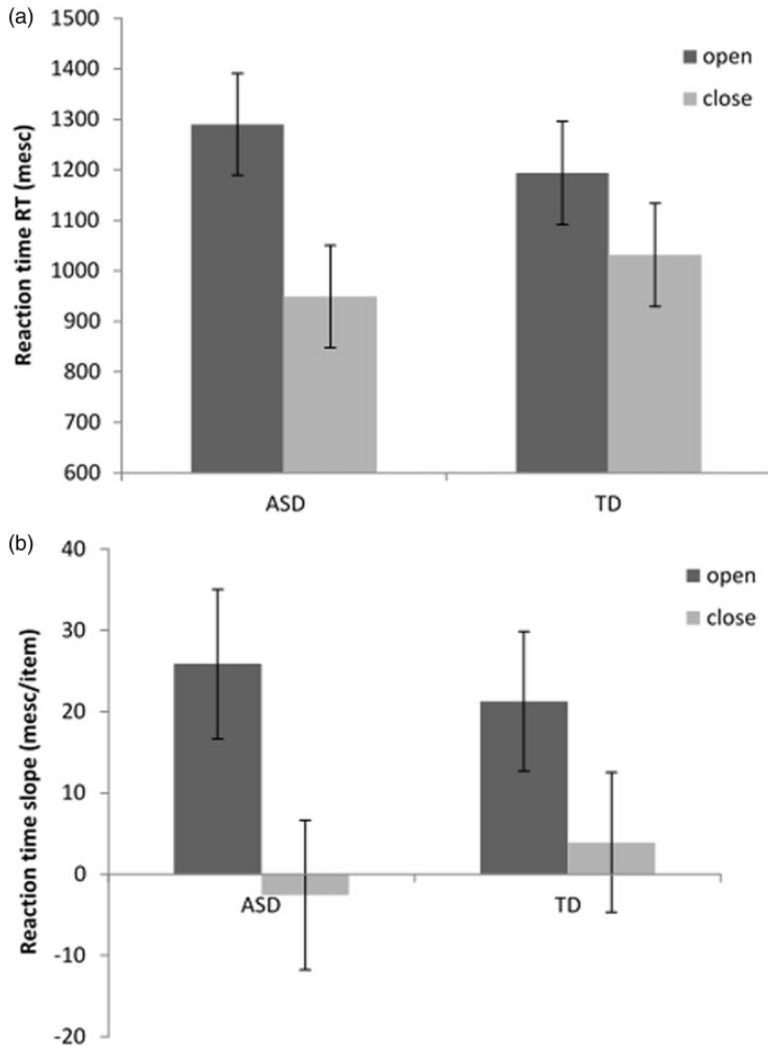 (a)
Reaction time RT (mesc)
1500
1400
1300
1200
1100
1000
900
800
700
600
open
close
ASD TD
(b)
Reaction time slope (mesc/item)
40
30
20
10
0
-10
-20
open
close
ASD TD